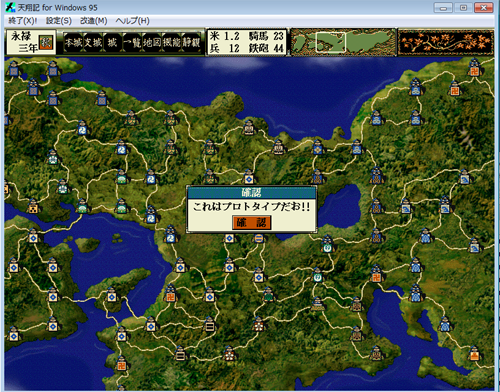 天翔記 for Windows 95
終了(X)! 設定(S) 改造(M) ヘルプ(H)
永禄 三年 秋
本城 支城 城 一覧 地図 機能 静観
米 1.2 騎馬 23
兵 12 鉄砲 44
確認
これはプロトタイプだお!!
確 認